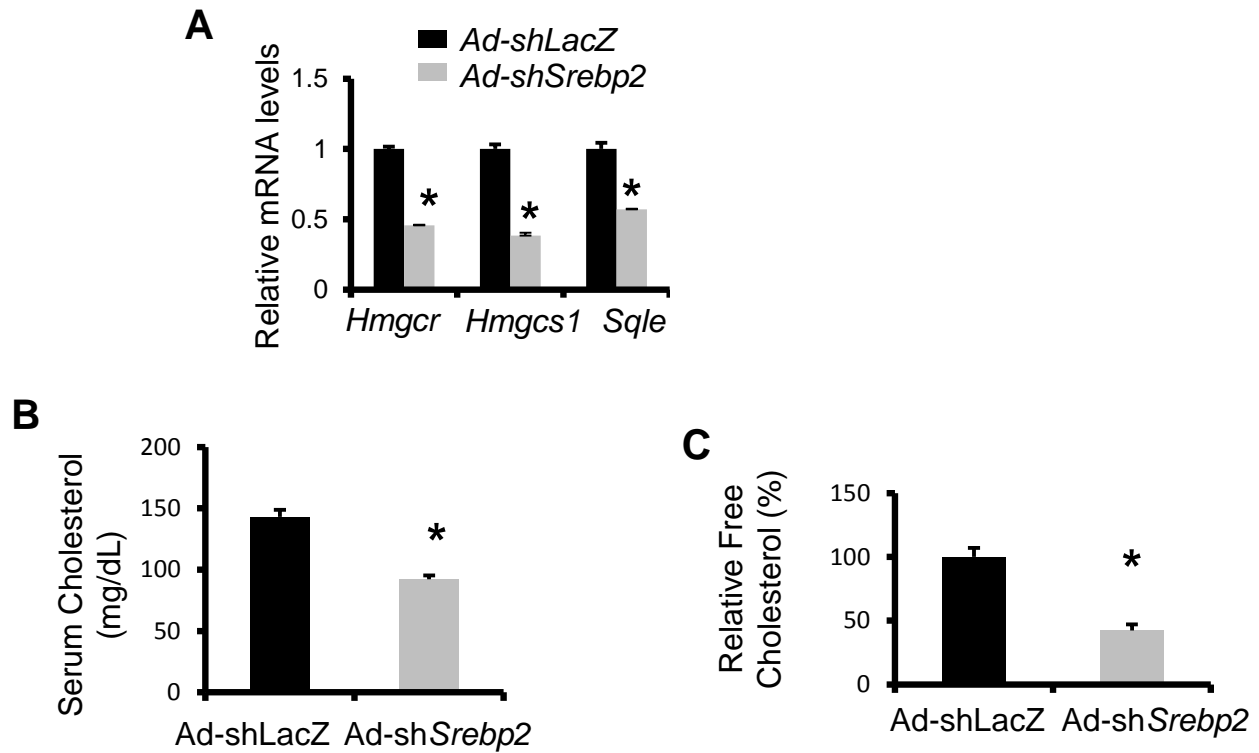 A
Ad-shLacZ
Ad-shSrebp2
Relative mRNA levels
1.5
1
0.5
0
*
*
*
Hmgcr Hmgcs1 Sqle
B
Serum Cholesterol
(mg/dL)
200
150
100
50
0
*
Ad-shLacZ Ad-shSrebp2
C
Relative Free
Cholesterol (%)
150
100
50
0
*
Ad-shLacZ Ad-shSrebp2